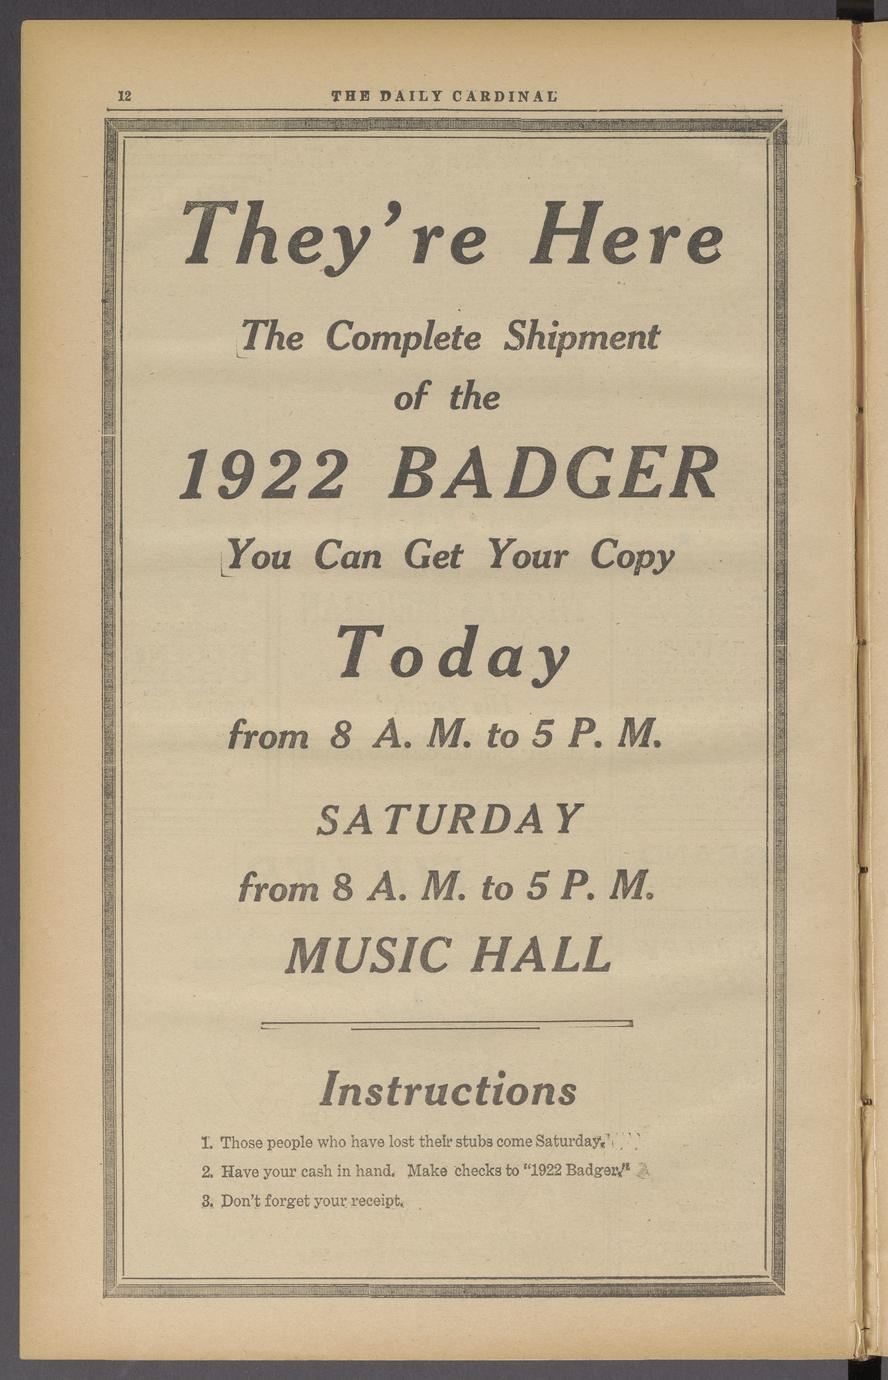 12
THE DAILY CARDINAL
They're Here
The Complete Shipment
of the
1922 BADGER
You Can Get Your Copy
Today
from 8 A. M. to 5 P. M.
SATURDAY
from 8 A. M. to 5 P. M.
MUSIC HALL
Instructions
1. Those people who have lost their stubs come Saturday.
2. Have your cash in hand. Make checks to "1922 Badger."
3. Don't forget your receipt.